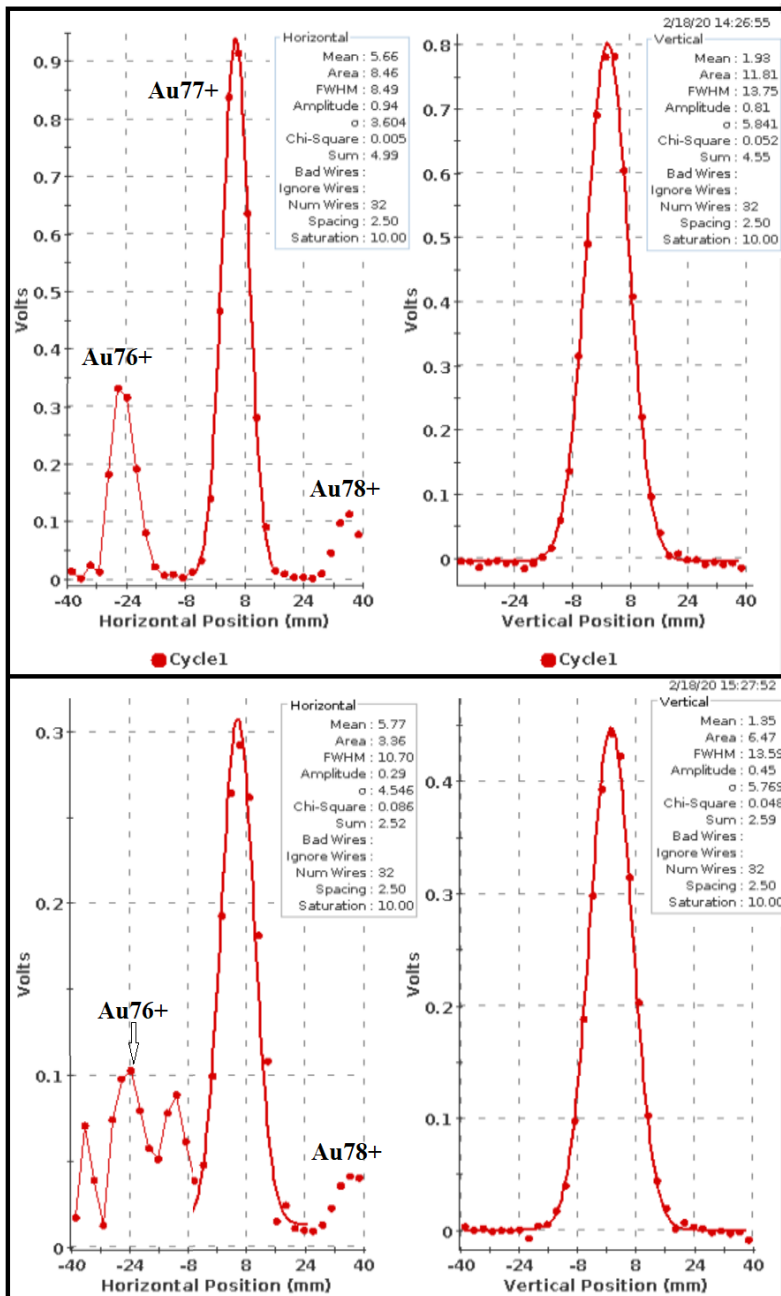 2/18/20 14:26:55
Horizontal
Mean : 5.66
Area : 8.46
FWHM : 8.49
Amplitude : 0.94
σ : 3.604
Chi-Square : 0.005
Sum : 4.99
Bad Wires :
Ignore Wires :
Num Wires : 32
Spacing : 2.50
Saturation : 10.00
Au77+
Au76+
Au78+
Volts
0.9
0.8
0.7
0.6
0.5
0.4
0.3
0.2
0.1
0
-40 -24 -8 8 24 40
Horizontal Position (mm)
Cycle1
Vertical
Mean : 1.93
Area : 11.81
FWHM : 13.75
Amplitude : 0.81
σ : 5.841
Chi-Square : 0.052
Sum : 4.55
Bad Wires :
Ignore Wires :
Num Wires : 32
Spacing : 2.50
Saturation : 10.00
Volts
0.8
0.7
0.6
0.5
0.4
0.3
0.2
0.1
0
-24 -8 8 24 40
Vertical Position (mm)
Cycle1
2/18/20 15:27:52
Horizontal
Mean : 5.77
Area : 3.36
FWHM : 10.70
Amplitude : 0.29
σ : 4.546
Chi-Square : 0.086
Sum : 2.52
Bad Wires :
Ignore Wires :
Num Wires : 32
Spacing : 2.50
Saturation : 10.00
Au76+
Au78+
Volts
0.3
0.2
0.1
0
-40 -24 -8 8 24 40
Horizontal Position (mm)
Vertical
Mean : 1.35
Area : 6.47
FWHM : 13.59
Amplitude : 0.45
σ : 5.769
Chi-Square : 0.048
Sum : 2.59
Bad Wires :
Ignore Wires :
Num Wires : 32
Spacing : 2.50
Saturation : 10.00
Volts
0.4
0.3
0.2
0.1
0
-40 -24 -8 8 24 40
Vertical Position (mm)